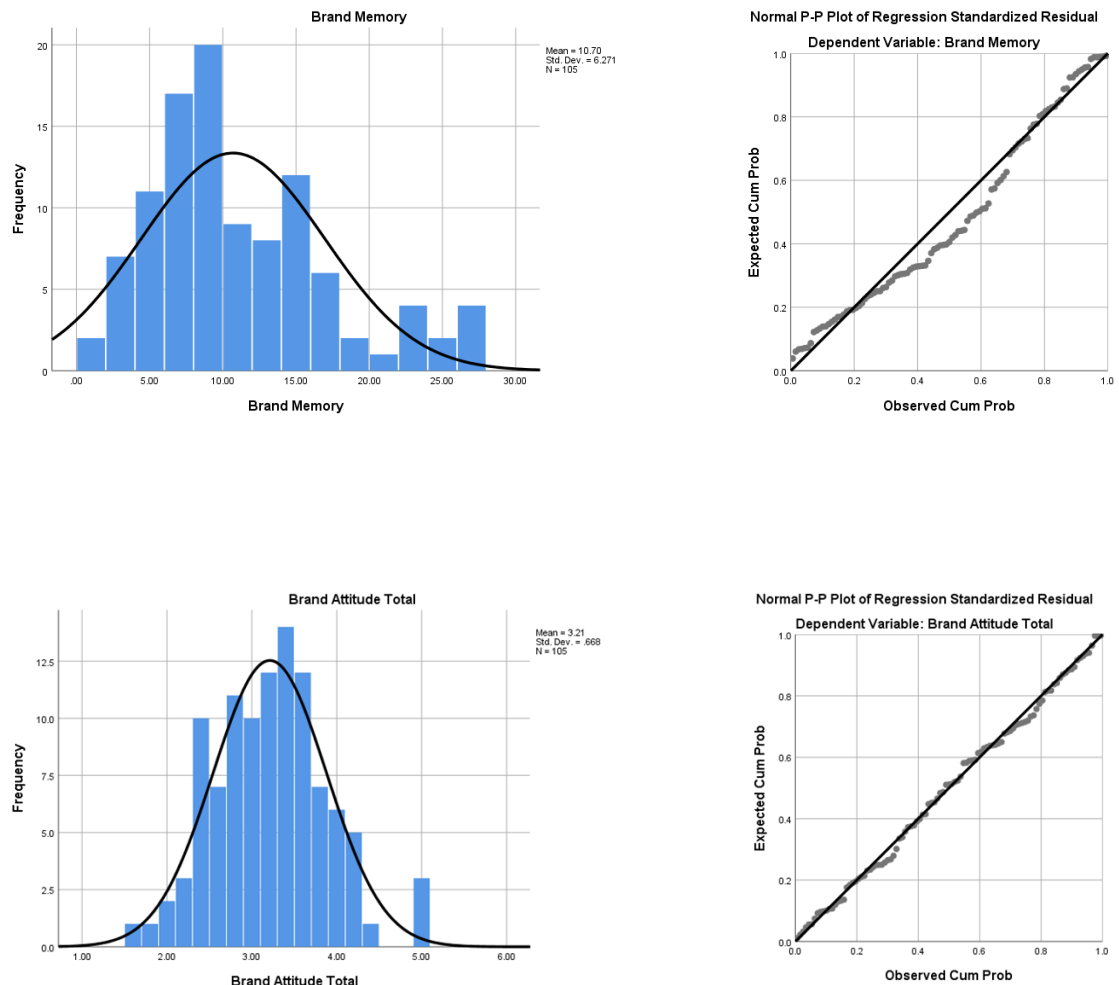 Brand Memory
Mean = 10.70
Std. Dev. = 6.271
N = 105
Frequency
20
15
10
5
0
.00 5.00 10.00 15.00 20.00 25.00 30.00
Brand Memory
Normal P-P Plot of Regression Standardized Residual
Dependent Variable: Brand Memory
Expected Cum Prob
1.0
0.8
0.6
0.4
0.2
0.0
0.0 0.2 0.4 0.6 0.8 1.0
Observed Cum Prob
Brand Attitude Total
Mean = 3.21
Std. Dev. = .668
N = 105
Frequency
12.5
10.0
7.5
5.0
2.5
0.0
1.00 2.00 3.00 4.00 5.00 6.00
Brand Attitude Total
Normal P-P Plot of Regression Standardized Residual
Dependent Variable: Brand Attitude Total
Expected Cum Prob
1.0
0.8
0.6
0.4
0.2
0.0
0.0 0.2 0.4 0.6 0.8 1.0
Observed Cum Prob